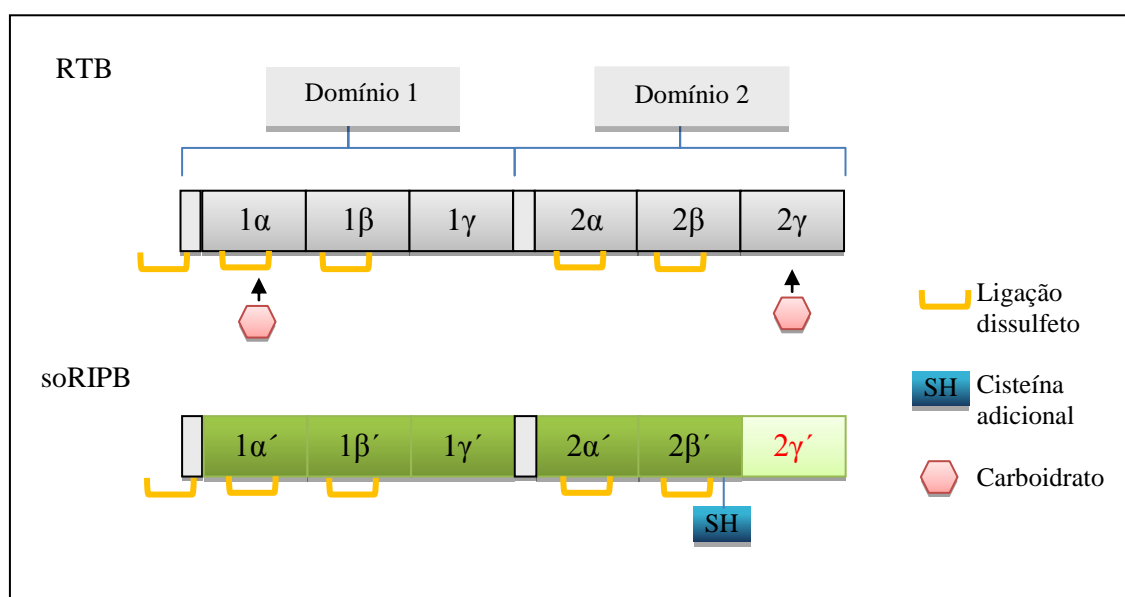 RTB
Domínio 1
Domínio 2
1α 1β 1γ 2α 2β 2γ
Ligação
dissulfeto
soRIPB
SH Cisteína
adicional
1α´ 1β´ 1γ´ 2α´ 2β´ 2γ´
Carboidrato
SH